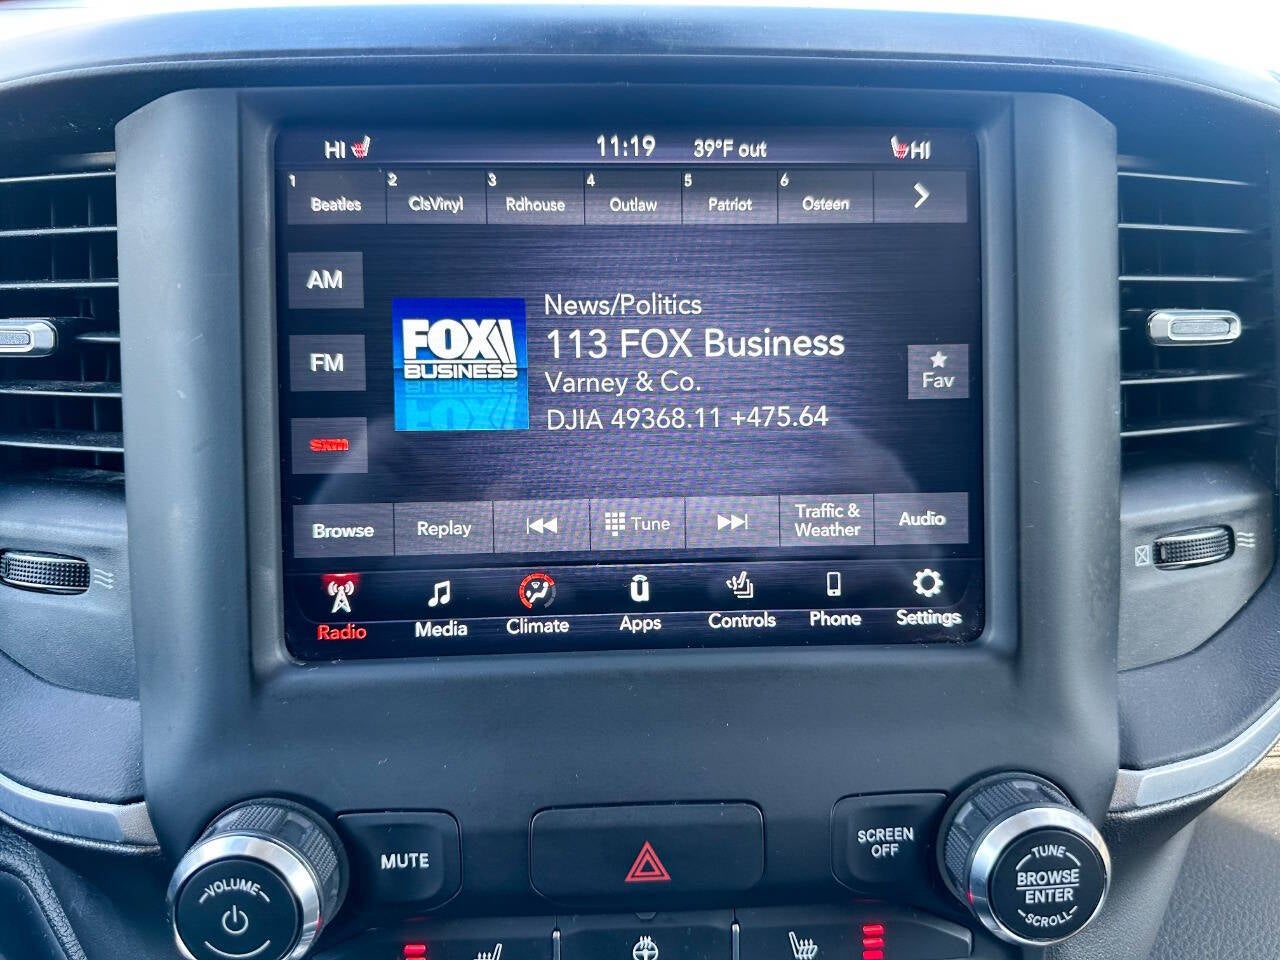 HI 11:19 39°F out HI
1 2 3 4 5 6
Beatles ClsVinyl Rdhouse Outlaw Patriot Osteen
AM
FM
sxm
FOX
BUSINESS
News/Politics
113 FOX Business
Varney & Co.
DJIA 49368.11 +475.64
Fav
Browse Replay Tune Traffic & Weather Audio
Radio Media Climate Apps Controls Phone Settings
VOLUME
MUTE
SCREEN
OFF
TUNE
BROWSE
ENTER
SCROLL